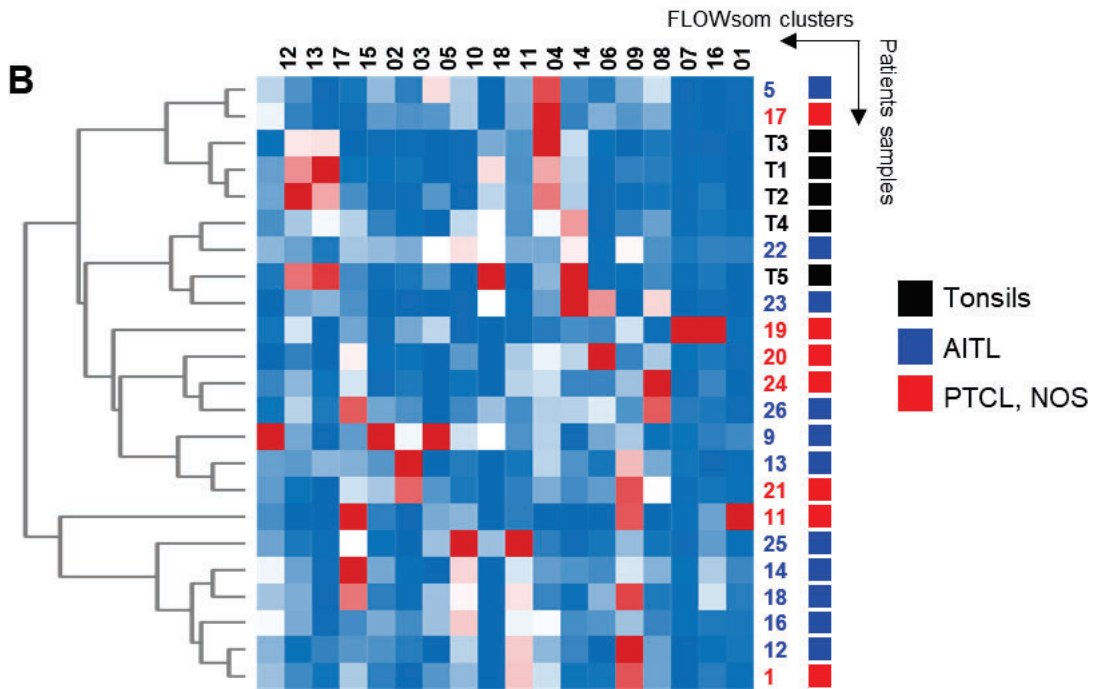 B
FLOWsom clusters
Patients samples
12 13 17 15 02 03 05 10 18 11 04 14 06 09 08 07 16 01
5
17
T3
T1
T2
T4
22
T5
23
19
20
24
26
9
13
21
11
25
14
18
16
12
1
Tonsils
AITL
PTCL, NOS